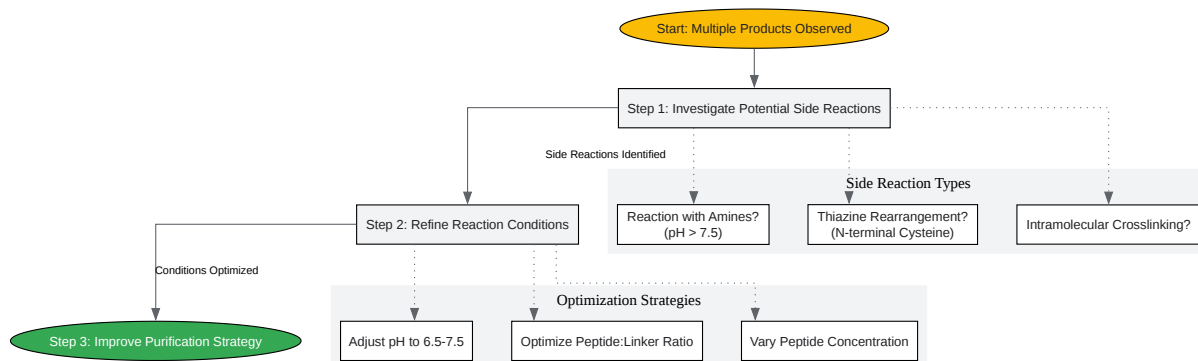 Start: Multiple Products Observed
Step 1: Investigate Potential Side Reactions
Side Reactions Identified
Side Reaction Types
Reaction with Amines?
(pH > 7.5)
Thiazine Rearrangement?
(N-terminal Cysteine)
Intramolecular Crosslinking?
Step 2: Refine Reaction Conditions
Conditions Optimized
Optimization Strategies
Adjust pH to 6.5-7.5
Optimize Peptide:Linker Ratio
Vary Peptide Concentration
Step 3: Improve Purification Strategy